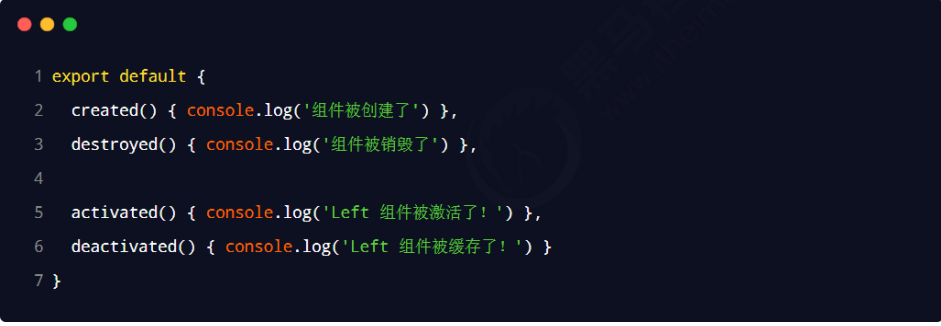 1 export default {
2   created() { console.log('组件被创建了') },
3   destroyed() { console.log('组件被销毁了') },
4
5   activated() { console.log('Left 组件被激活了！') },
6   deactivated() { console.log('Left 组件被缓存了！') }
7 }